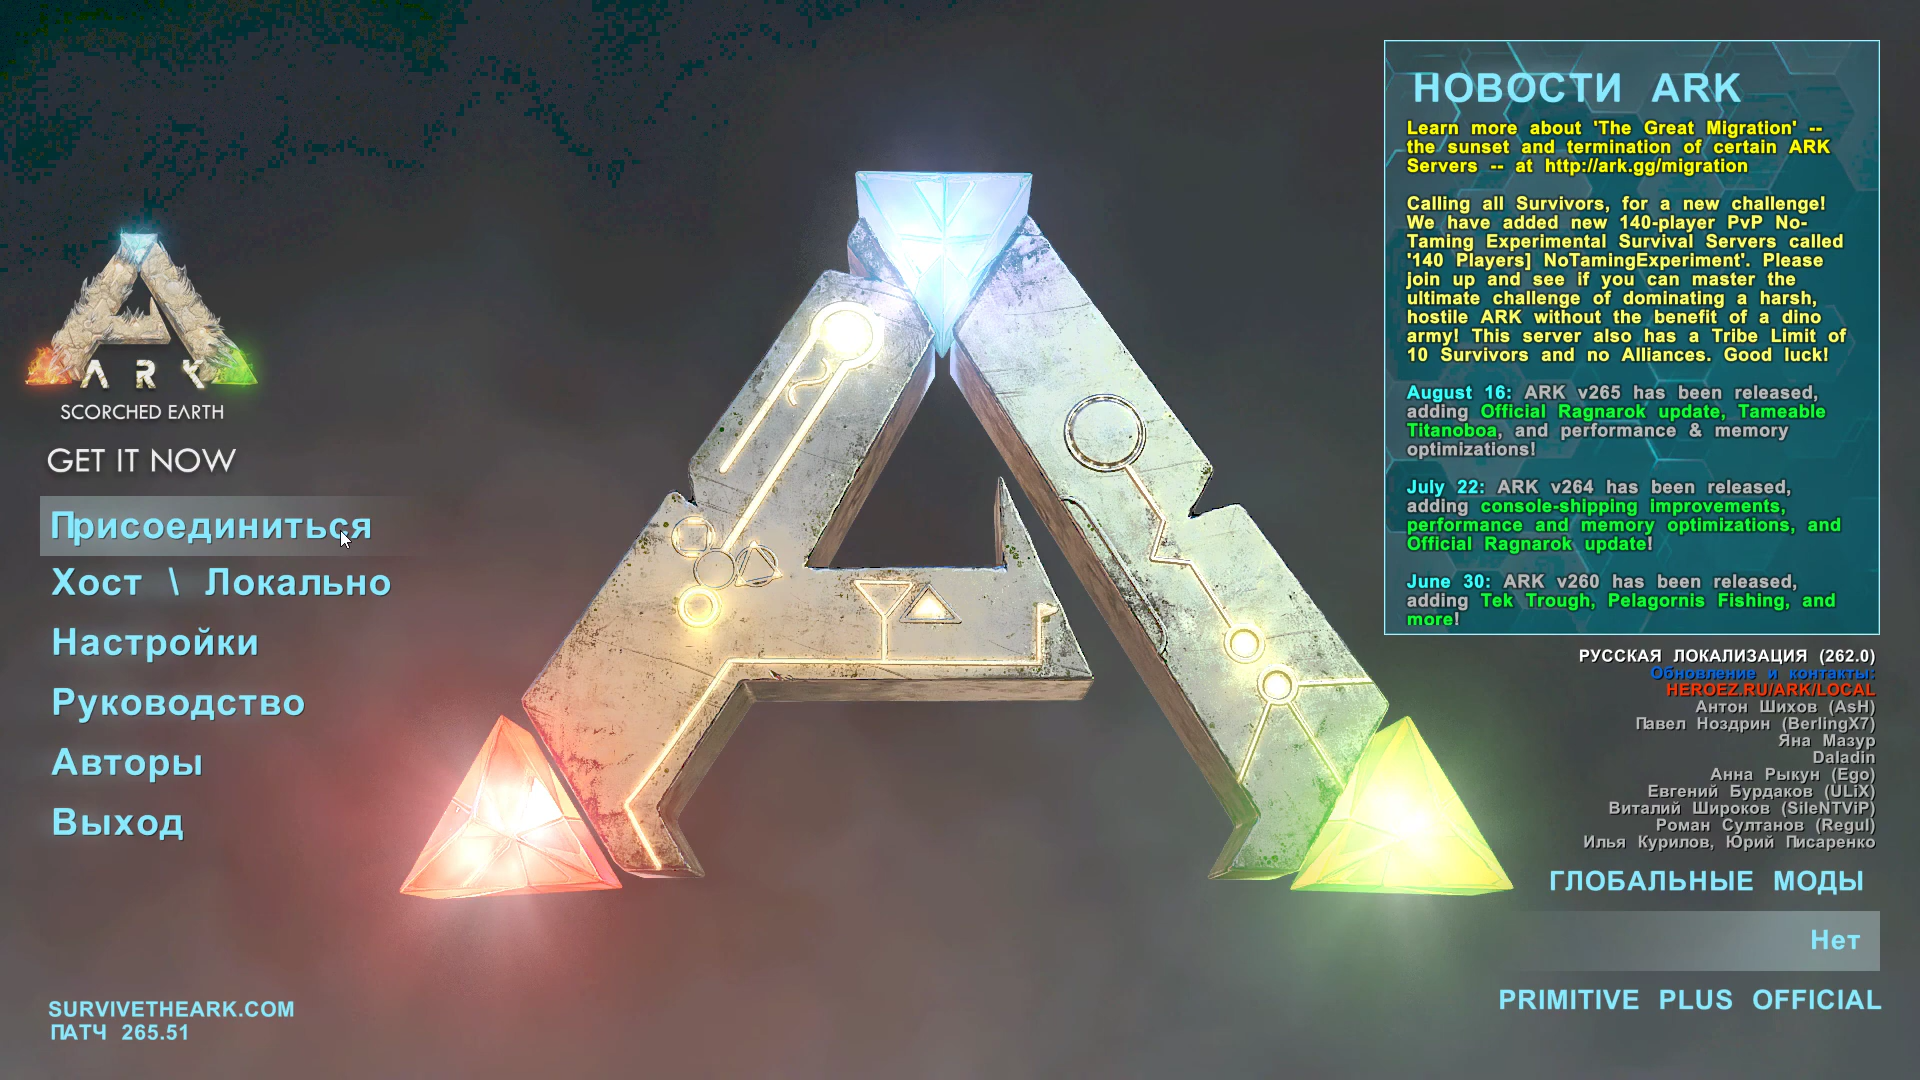 ARK
SCORCHED EARTH
GET IT NOW
Присоединиться
Хост \ Локально
Настройки
Руководство
Авторы
Выход
SURVIVETHEARK.COM
ПАТЧ 265.51
НОВОСТИ ARK
Learn more about 'The Great Migration' --
the sunset and termination of certain ARK
Servers -- at http://ark.gg/migration
Calling all Survivors, for a new challenge!
We have added new 140-player PvP No-
Taming Experimental Survival Servers called
'140 Players] NoTamingExperiment'. Please
join up and see if you can master the
ultimate challenge of dominating a harsh,
hostile ARK without the benefit of a dino
army! This server also has a Tribe Limit of
10 Survivors and no Alliances. Good luck!
August 16: ARK v265 has been released,
adding Official Ragnarok update, Tameable
Titanoboa, and performance & memory
optimizations!
July 22: ARK v264 has been released,
adding console-shipping improvements,
performance and memory optimizations, and
Official Ragnarok update!
June 30: ARK v260 has been released,
adding Tek Trough, Pelagornis Fishing, and
more!
РУССКАЯ ЛОКАЛИЗАЦИЯ (262.0)
Обновление и контакты:
HEROEZ.RU/ARK/LOCAL
Антон Шихов (AsH)
Павел Ноздрин (BerlingX7)
Яна Мазур
Daladin
Анна Рыкун (Ego)
Евгений Бурдаков (ULiX)
Виталий Широков (SileNTViP)
Роман Султанов (Regul)
Илья Курилов, Юрий Писаренко
ГЛОБАЛЬНЫЕ МОДЫ
Нет
PRIMITIVE PLUS OFFICIAL